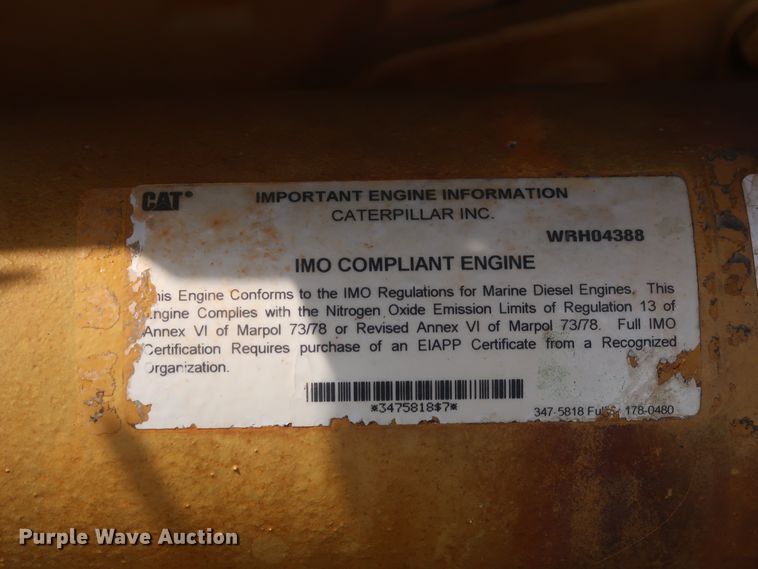 CAT®
IMPORTANT ENGINE INFORMATION
CATERPILLAR INC.
WRH04388
IMO COMPLIANT ENGINE
his Engine Conforms to the IMO Regulations for Marine Diesel Engines. This
Engine Complies with the Nitrogen Oxide Emission Limits of Regulation 13 of
Annex VI of Marpol 73/78 or Revised Annex VI of Marpol 73/78. Full IMO
Certification Requires purchase of an EIAPP Certificate from a Recognized
Organization.
*3475818$7*
347-5818 178-0480
Purple Wave Auction